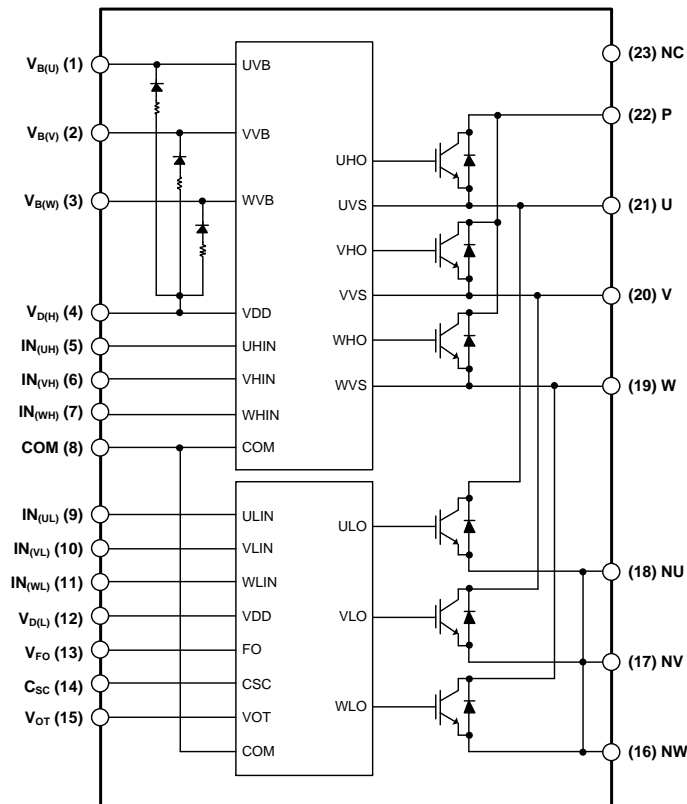 V_B(U) (1)
V_B(V) (2)
V_B(W) (3)
V_D(H) (4)
IN_(UH) (5)
IN_(VH) (6)
IN_(WH) (7)
COM (8)
IN_(UL) (9)
IN_(VL) (10)
IN_(WL) (11)
V_D(L) (12)
V_FO (13)
C_SC (14)
V_OT (15)
UVB
VVB
WVB
VDD
UHIN
VHIN
WHIN
COM
UHO
UVS
VHO
VVS
WHO
WVS
ULIN
VLIN
WLIN
VDD
FO
CSC
VOT
COM
ULO
VLO
WLO
(23) NC
(22) P
(21) U
(20) V
(19) W
(18) NU
(17) NV
(16) NW